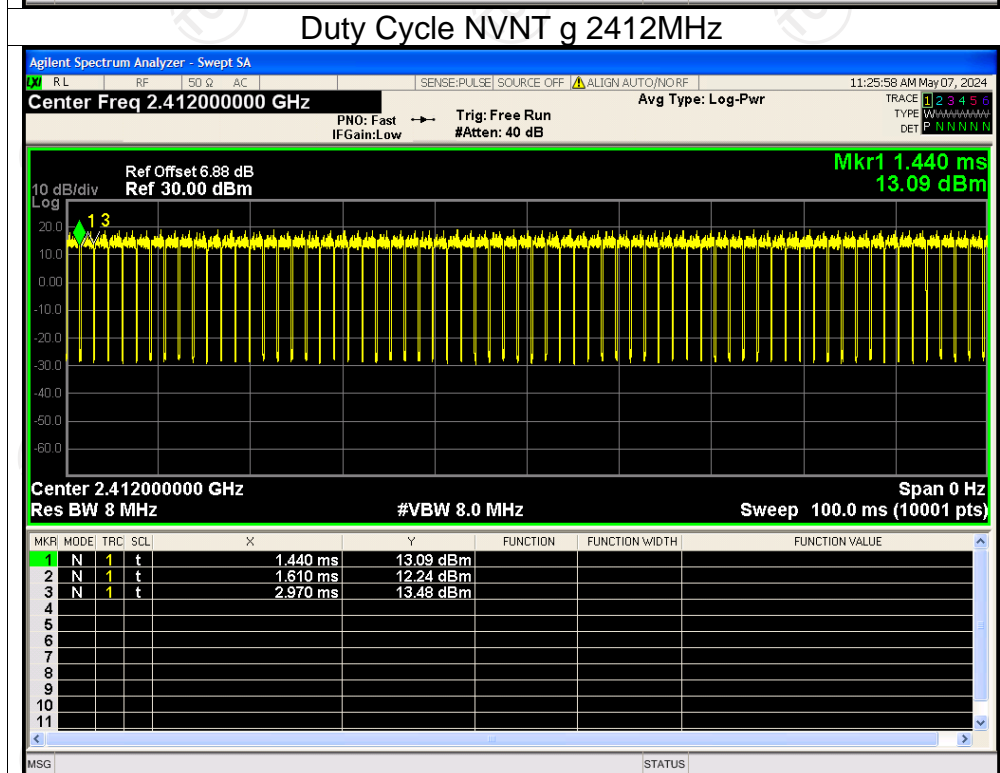 Duty Cycle NVNT g 2412MHz
Agilent Spectrum Analyzer - Swept SA
LXI RL RF 50 Ω AC SENSE:PULSE SOURCE OFF ALIGN AUTO/NO RF 11:25:58 AM May 07, 2024
Center Freq 2.412000000 GHz Avg Type: Log-Pwr TRACE 1 2 3 4 5 6
PNO: Fast Trig: Free Run TYPE W
IFGain:Low #Atten: 40 dB DET P N N N N N
Mkr1 1.440 ms
13.09 dBm
Ref Offset 6.88 dB
10 dB/div Ref 30.00 dBm
Log
1 3
20.0
10.0
0.00
-10.0
-20.0
-30.0
-40.0
-50.0
-60.0
Center 2.412000000 GHz Span 0 Hz
Res BW 8 MHz #VBW 8.0 MHz Sweep 100.0 ms (10001 pts)
MKR MODE TRC SCL X Y FUNCTION FUNCTION WIDTH FUNCTION VALUE
1 N 1 t 1.440 ms 13.09 dBm
2 N 1 t 1.610 ms 12.24 dBm
3 N 1 t 2.970 ms 13.48 dBm
4
5
6
7
8
9
10
11
MSG STATUS